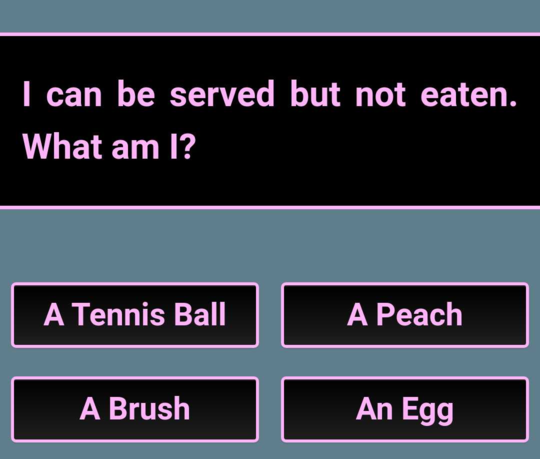 I can be served but not eaten.
What am I?
A Tennis Ball
A Peach
A Brush
An Egg